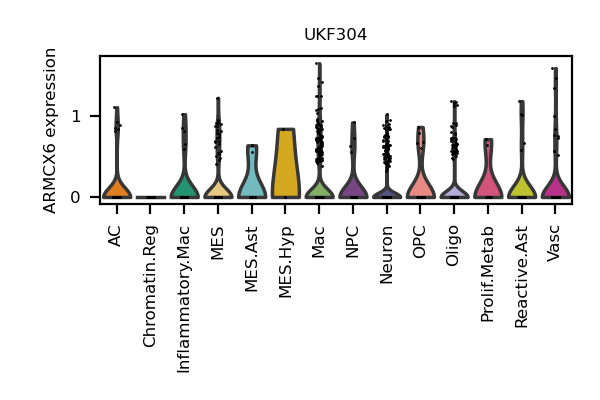 UKF304
ARMCX6 expression
1
0
AC
Chromatin.Reg
Inflammatory.Mac
MES
MES.Ast
MES.Hyp
Mac
NPC
Neuron
OPC
Oligo
Prolif.Metab
Reactive.Ast
Vasc